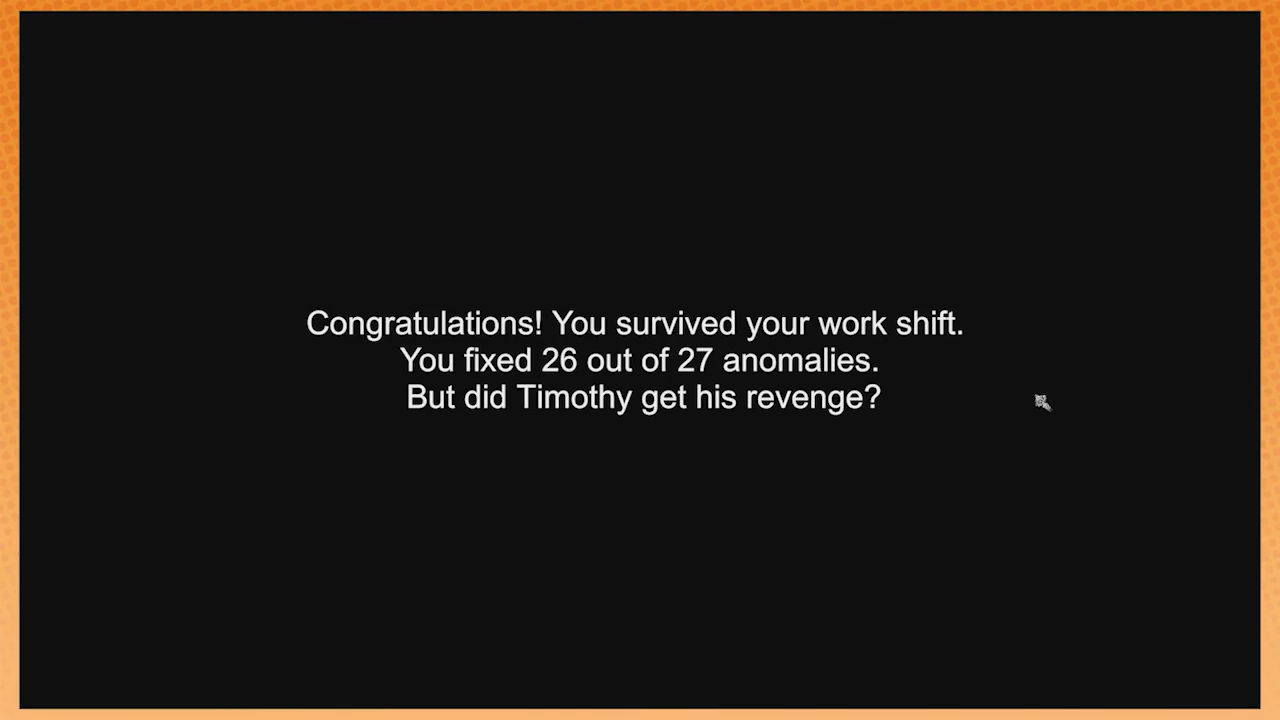 Congratulations! You survived your work shift.
You fixed 26 out of 27 anomalies.
But did Timothy get his revenge?